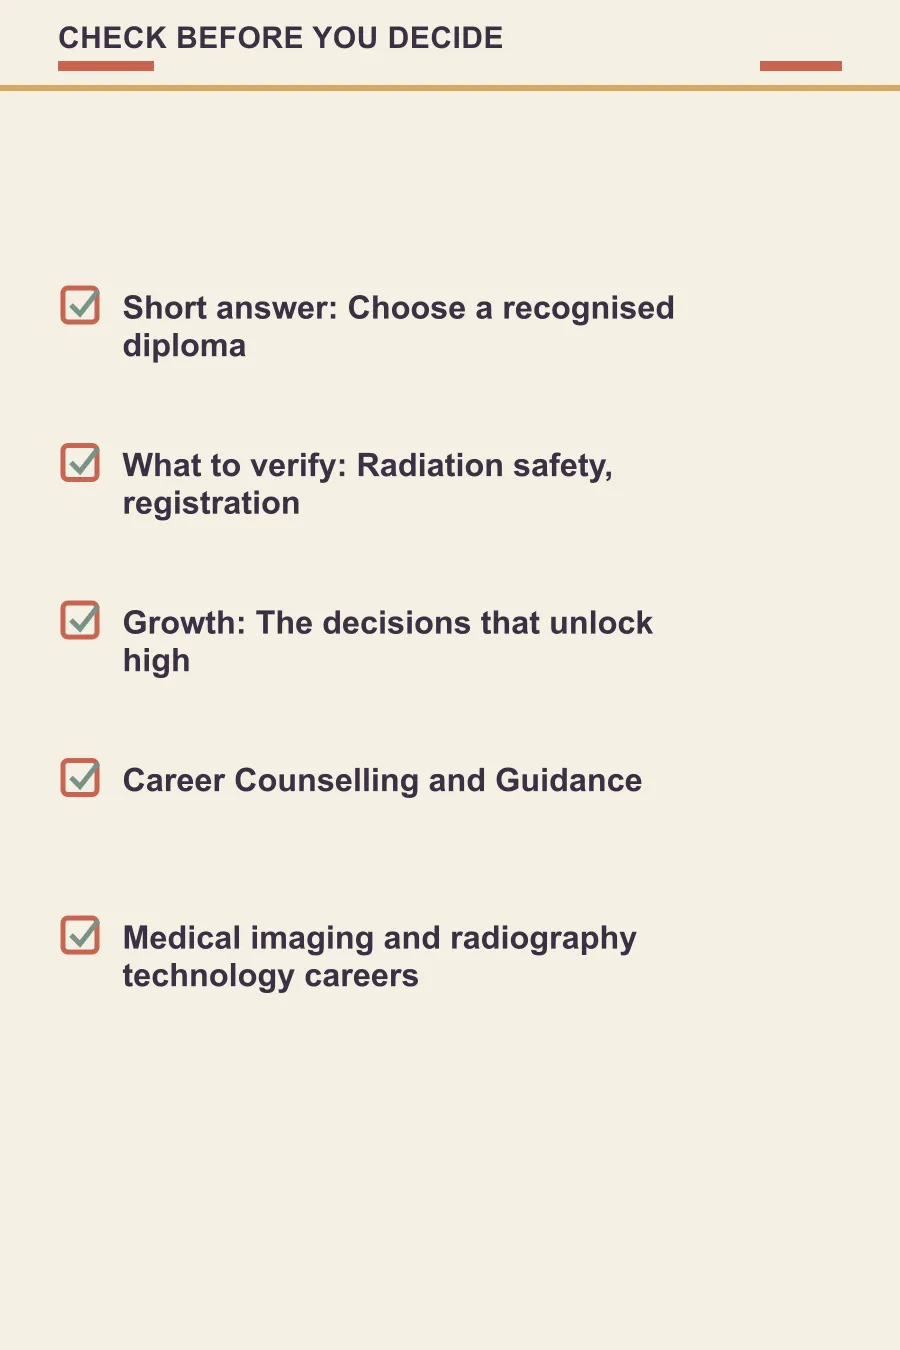 CHECK BEFORE YOU DECIDE
Short answer: Choose a recognised
diploma
What to verify: Radiation safety,
registration
Growth: The decisions that unlock
high
Career Counselling and Guidance
Medical imaging and radiography
technology careers